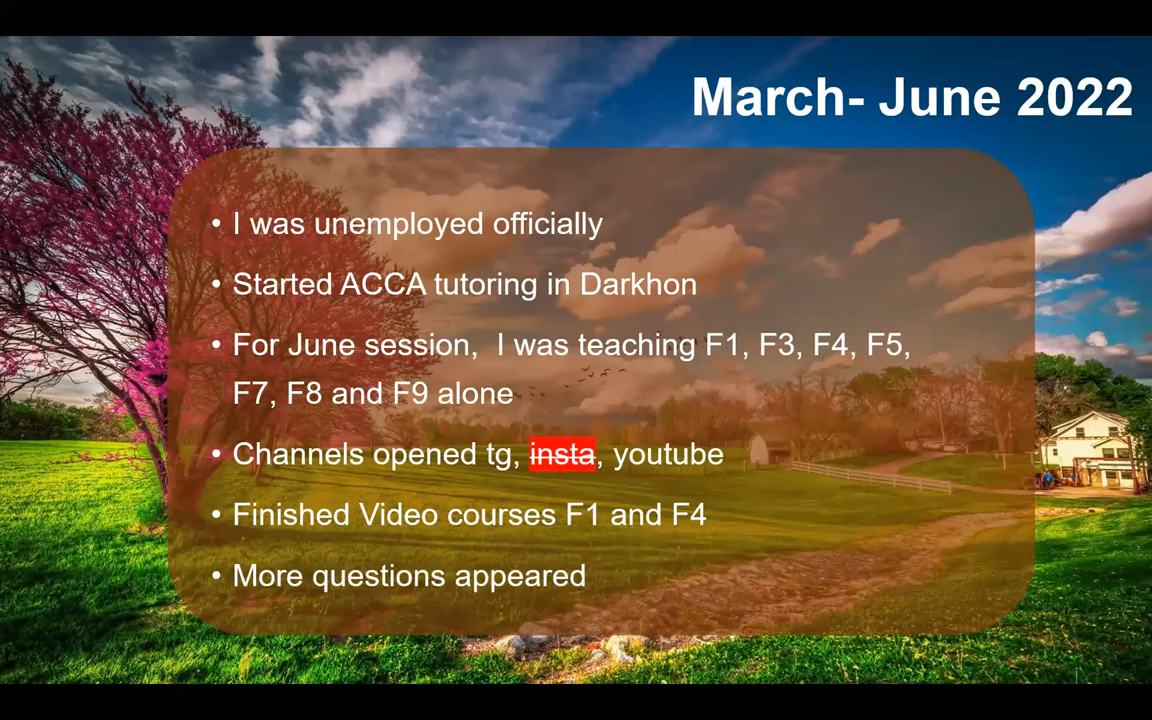 March- June 2022
• I was unemployed officially
• Started ACCA tutoring in Darkhon
• For June session,  I was teaching F1, F3, F4, F5,
F7, F8 and F9 alone
• Channels opened tg, insta, youtube
• Finished Video courses F1 and F4
• More questions appeared